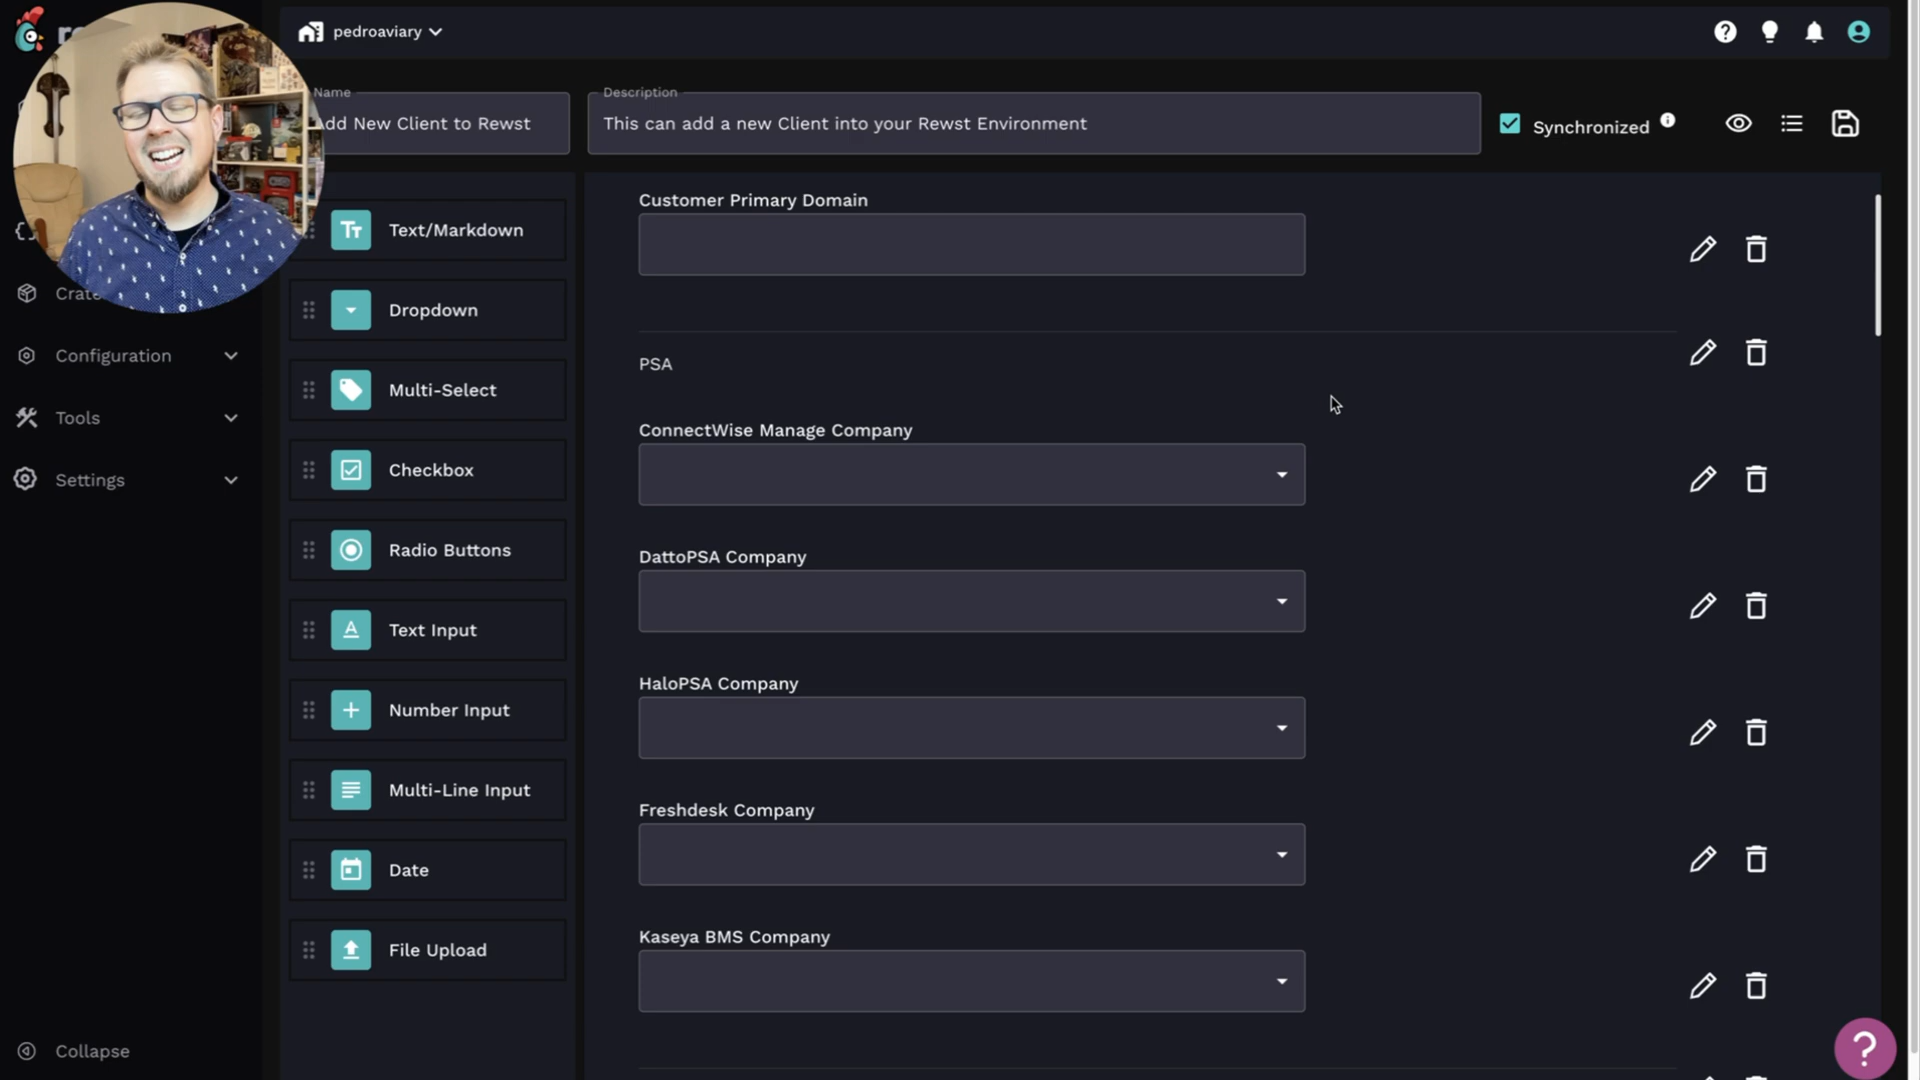 pedroaviary
Name
Add New Client to Rewst
Description
This can add a new Client into your Rewst Environment
Synchronized
Configuration
Tools
Settings
Collapse
Text/Markdown
Dropdown
Multi-Select
Checkbox
Radio Buttons
Text Input
Number Input
Multi-Line Input
Date
File Upload
Customer Primary Domain
PSA
ConnectWise Manage Company
DattoPSA Company
HaloPSA Company
Freshdesk Company
Kaseya BMS Company